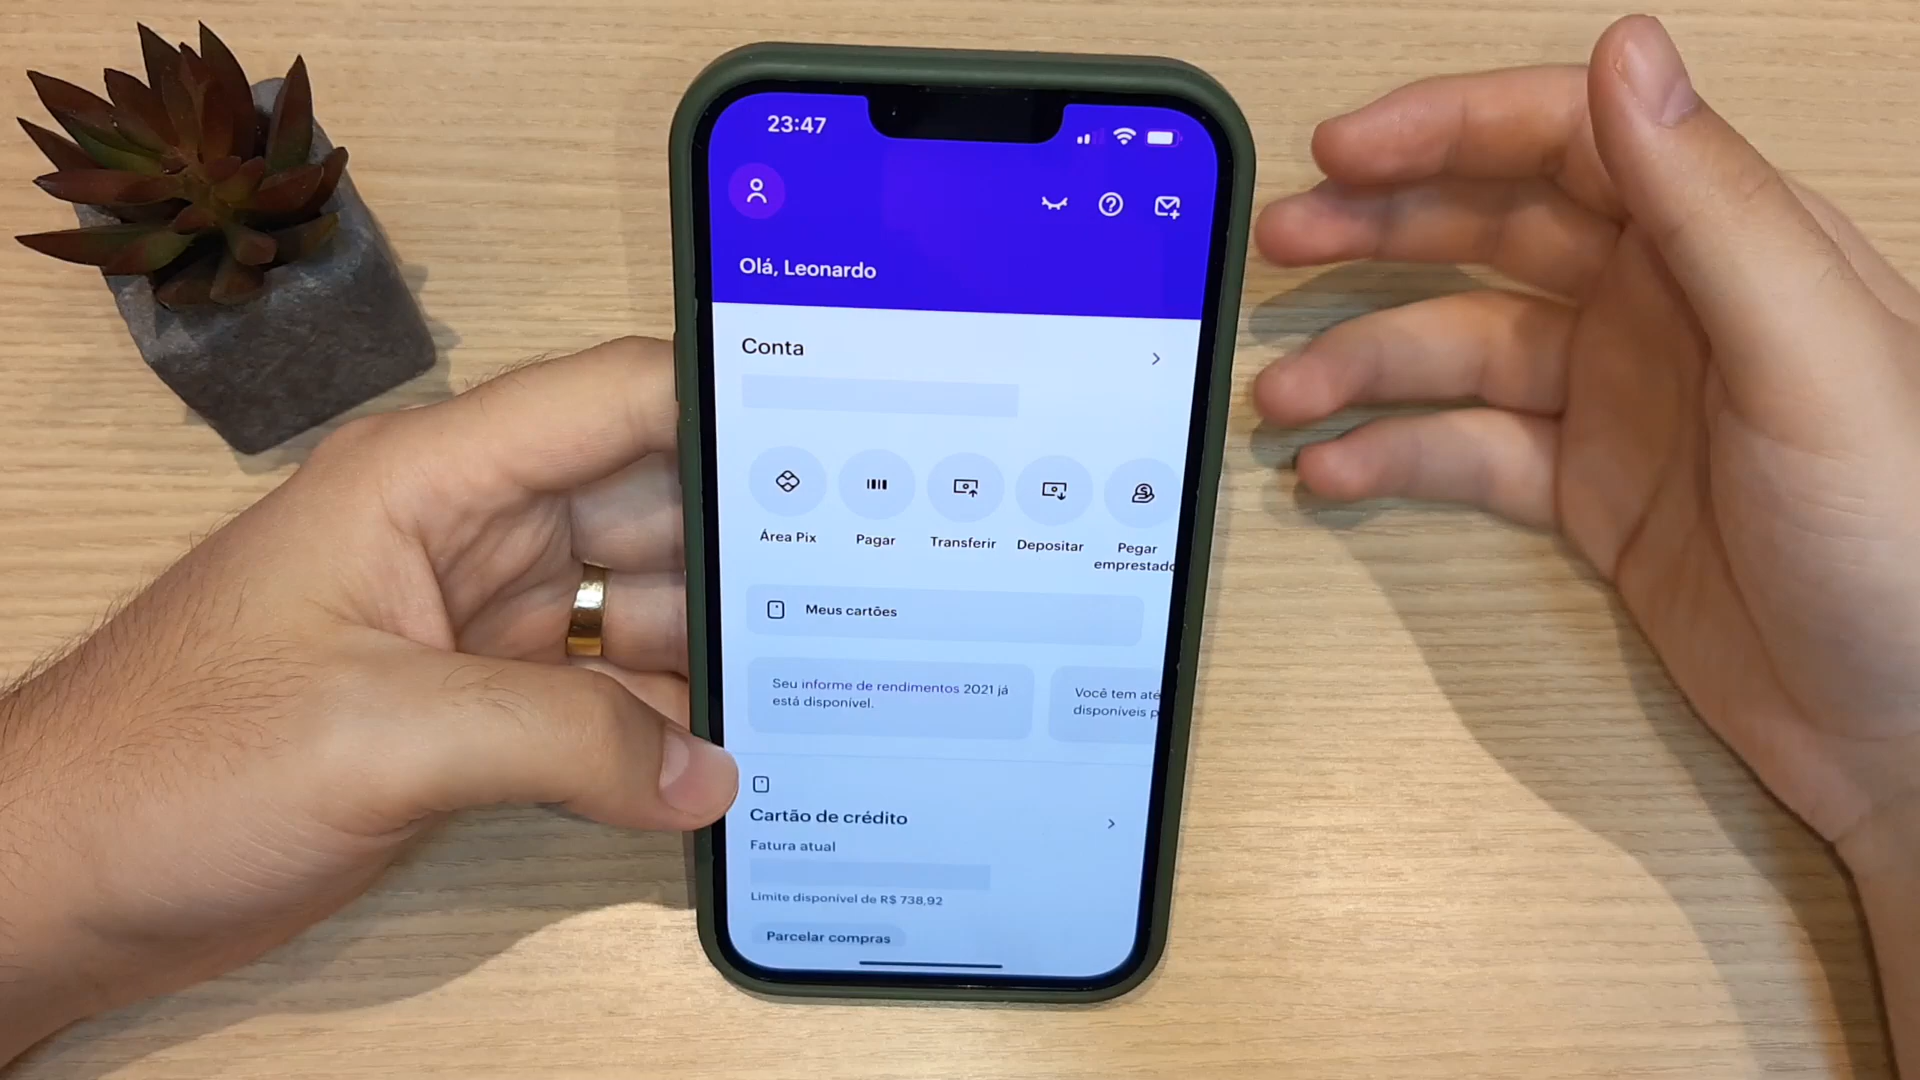 23:47
Olá, Leonardo
Conta
Área Pix
Pagar
Transferir
Depositar
Pegar
emprestado
Meus cartões
Seu informe de rendimentos 2021 já
está disponível.
Você tem até
disponíveis p
Cartão de crédito
Fatura atual
Limite disponível de R$ 738,92
Parcelar compras